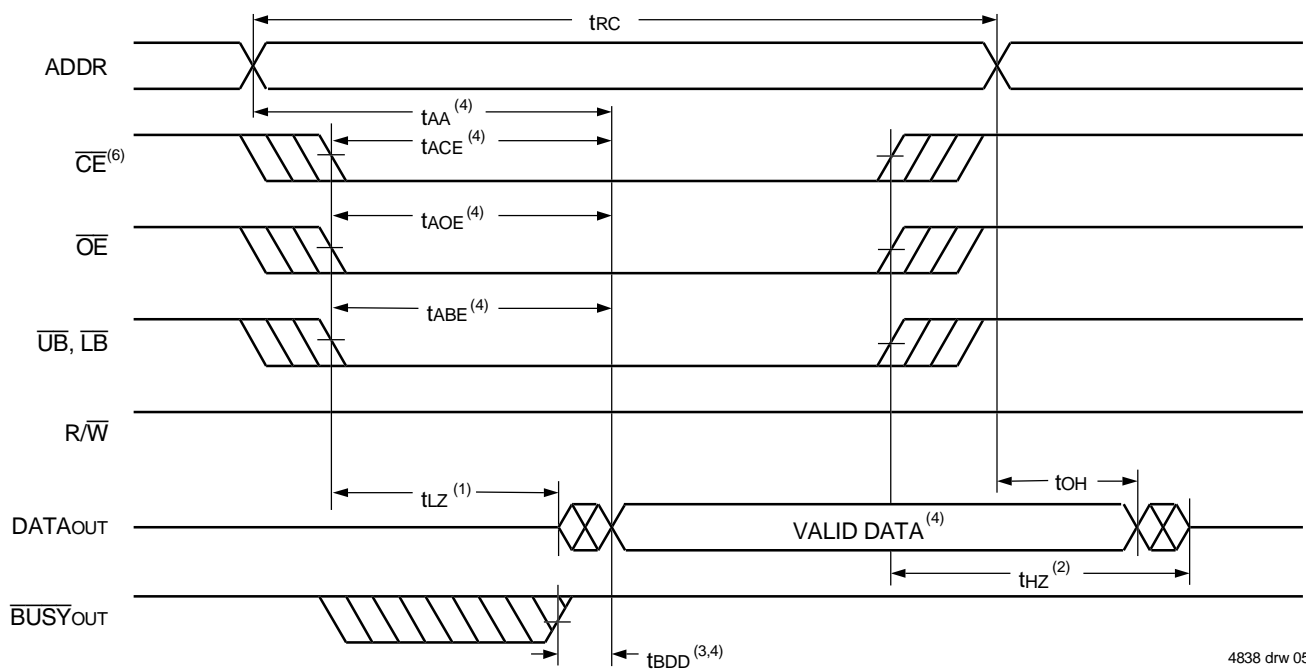 tRC
ADDR
tAA (4)
CE(6)
tACE (4)
OE
tAOE (4)
UB, LB
tABE (4)
R/W
tLZ (1)
tOH
DATAOUT
VALID DATA(4)
tHZ (2)
BUSYOUT
tBDD (3,4)
4838 drw 05